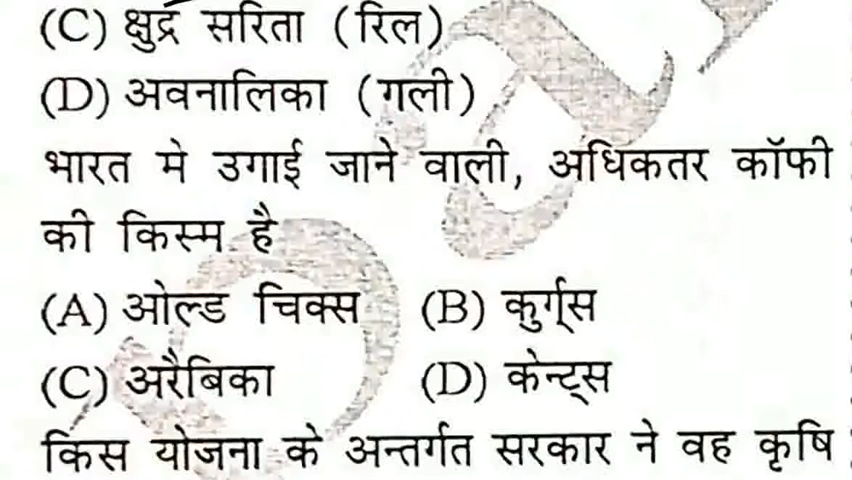 (C) क्षुद्र सरिता (रिल)
(D) अवनालिका (गली)
भारत मे उगाई जाने वाली, अधिकतर कॉफी
की किस्म है
(A) ओल्ड चिक्स (B) कुर्ग्स
(C) अरैबिका (D) केन्ट्स
किस योजना के अन्तर्गत सरकार ने वह कृषि